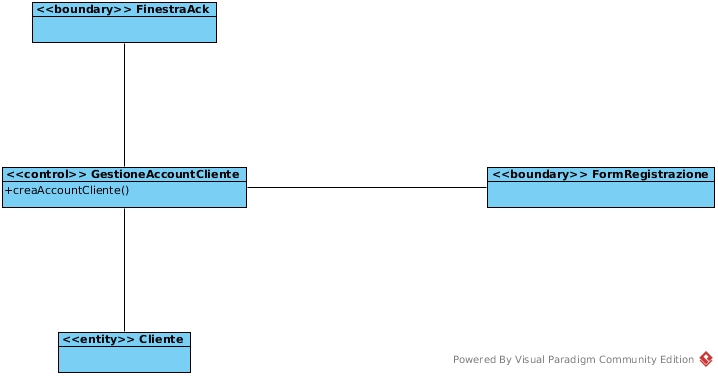 <<boundary>> FinestraAck
<<control>> GestioneAccountCliente
+creaAccountCliente()
<<boundary>> FormRegistrazione
<<entity>> Cliente
Powered By Visual Paradigm Community Edition